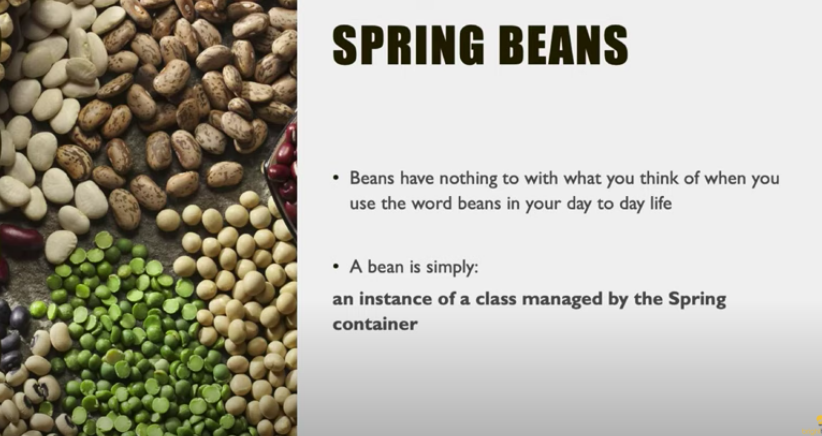 SPRING BEANS
• Beans have nothing to with what you think of when you
use the word beans in your day to day life
• A bean is simply:
an instance of a class managed by the Spring
container